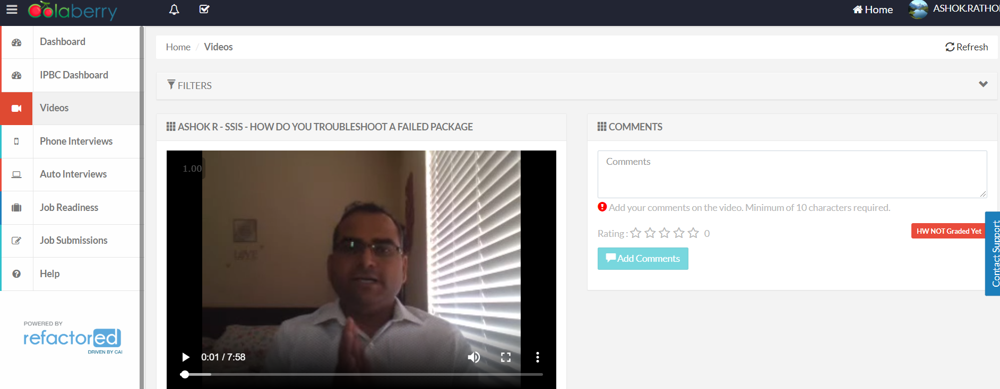 olaberry
Home
ASHOK.RATHO
Dashboard
IPBC Dashboard
Videos
Phone Interviews
Auto Interviews
Job Readiness
Job Submissions
Help
POWERED BY
refactored
DRIVEN BY CAI
Home / Videos
Refresh
FILTERS
ASHOK R - SSIS - HOW DO YOU TROUBLESHOOT A FAILED PACKAGE
1.00
LOVE
0:01 / 7:58
COMMENTS
Comments
Add your comments on the video. Minimum of 10 characters required.
Rating : 0
HW NOT Graded Yet
Add Comments
Contact Support